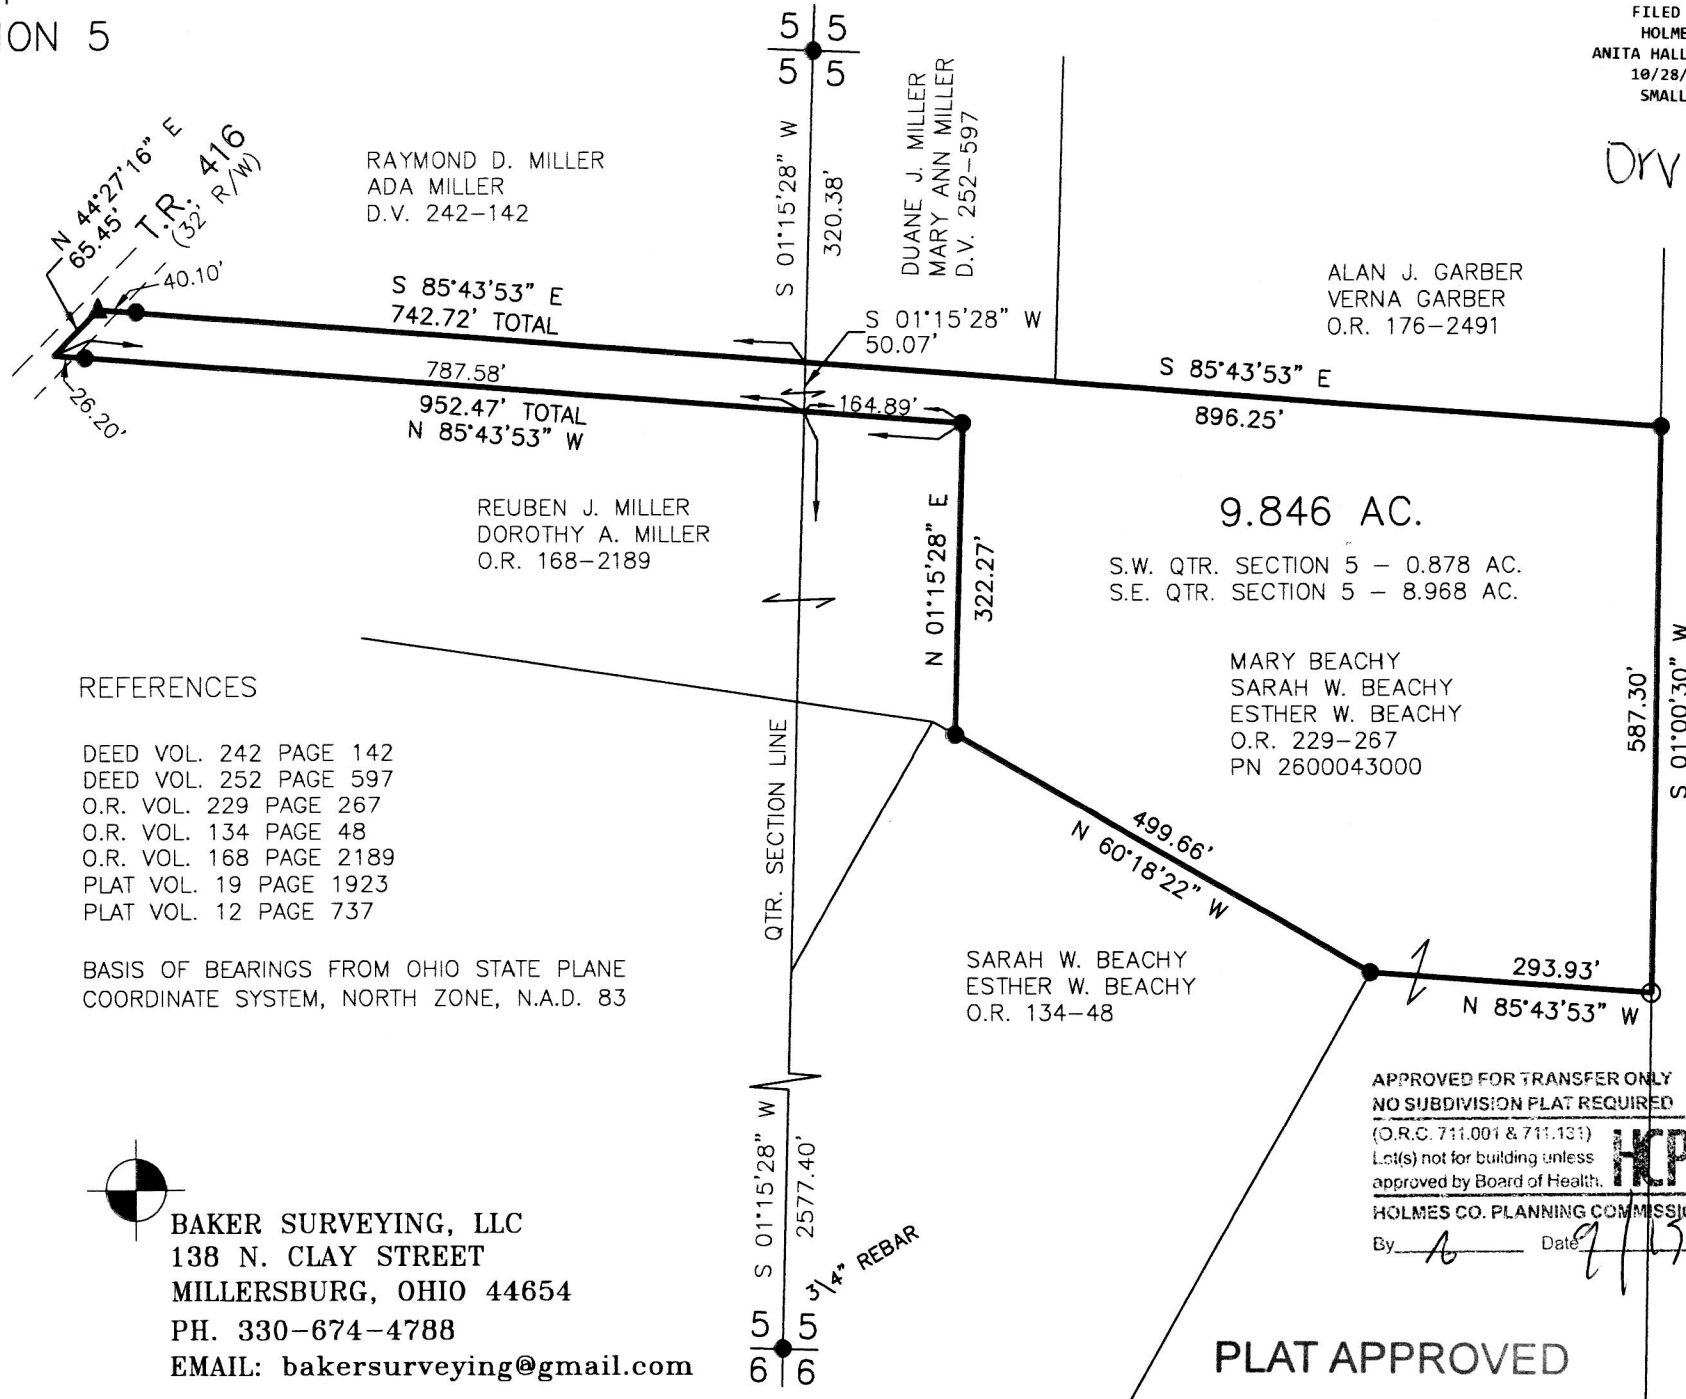 ION 5
FILED
HOLME
ANITA HALL
10/28/
SMALL
Orv
5 5
5 5
N 44°27'16" E
65.45'
T.R. 416
(32' R/W)
40.10'
26.20'
RAYMOND D. MILLER
ADA MILLER
D.V. 242-142
S 01°15'28" W
320.38'
DUANE J. MILLER
MARY ANN MILLER
D.V. 252-597
ALAN J. GARBER
VERNA GARBER
O.R. 176-2491
S 85°43'53" E
742.72' TOTAL
S 01°15'28" W
50.07'
S 85°43'53" E
896.25'
787.58'
952.47' TOTAL
N 85°43'53" W
164.89'
REUBEN J. MILLER
DOROTHY A. MILLER
O.R. 168-2189
N 01°15'28" E
322.27'
9.846 AC.
S.W. QTR. SECTION 5 - 0.878 AC.
S.E. QTR. SECTION 5 - 8.968 AC.
MARY BEACHY
SARAH W. BEACHY
ESTHER W. BEACHY
O.R. 229-267
PN 2600043000
587.30'
S 01°00'30" W
REFERENCES
DEED VOL. 242 PAGE 142
DEED VOL. 252 PAGE 597
O.R. VOL. 229 PAGE 267
O.R. VOL. 134 PAGE 48
O.R. VOL. 168 PAGE 2189
PLAT VOL. 19 PAGE 1923
PLAT VOL. 12 PAGE 737
BASIS OF BEARINGS FROM OHIO STATE PLANE
COORDINATE SYSTEM, NORTH ZONE, N.A.D. 83
QTR. SECTION LINE
499.66'
N 60°18'22" W
SARAH W. BEACHY
ESTHER W. BEACHY
O.R. 134-48
293.93'
N 85°43'53" W
APPROVED FOR TRANSFER ONLY
NO SUBDIVISION PLAT REQUIRED
(O.R.C. 711.001 & 711.131)
Lot(s) not for building unless
approved by Board of Health.
HCP
HOLMES CO. PLANNING COMMISSIO
By Date 9/15
S 01°15'28" W
2577.40'
3/4" REBAR
5 5
6 6
BAKER SURVEYING, LLC
138 N. CLAY STREET
MILLERSBURG, OHIO 44654
PH. 330-674-4788
EMAIL: bakersurveying@gmail.com
PLAT APPROVED